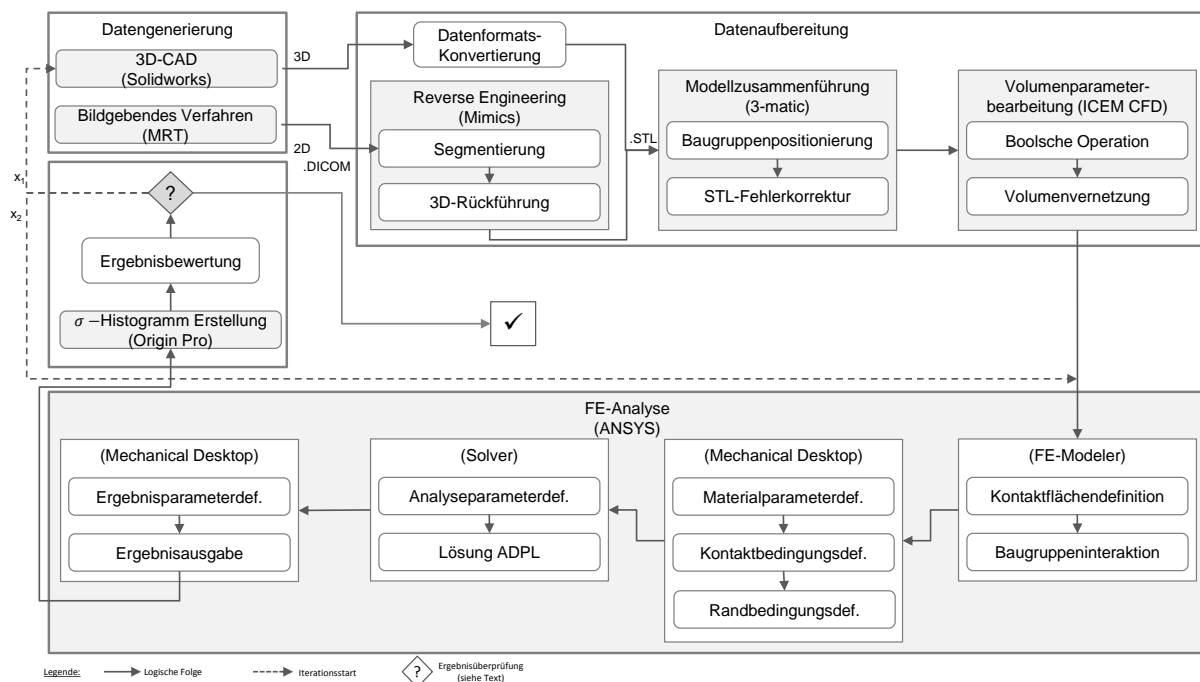 Datengenerierung
3D-CAD
(Solidworks)
Bildgebendes Verfahren
(MRT)
3D
2D
.DICOM
Datenaufbereitung
Datenformats-
Konvertierung
Reverse Engineering
(Mimics)
Segmentierung
3D-Rückführung
.STL
Modellzusammenführung
(3-matic)
Baugruppenpositionierung
STL-Fehlerkorrektur
Volumenparameter-
bearbeitung (ICEM CFD)
Boolsche Operation
Volumenvernetzung
x₁
x₂
?
Ergebnisbewertung
σ −Histogramm Erstellung
(Origin Pro)
✓
FE-Analyse
(ANSYS)
(Mechanical Desktop)
Ergebnisparameterdef.
Ergebnisausgabe
(Solver)
Analyseparameterdef.
Lösung ADPL
(Mechanical Desktop)
Materialparameterdef.
Kontaktbedingungsdef.
Randbedingungsdef.
(FE-Modeler)
Kontaktflächendefinition
Baugruppeninteraktion
Legende:
Logische Folge
Iterationsstart
?
Ergebnisüberprüfung
(siehe Text)